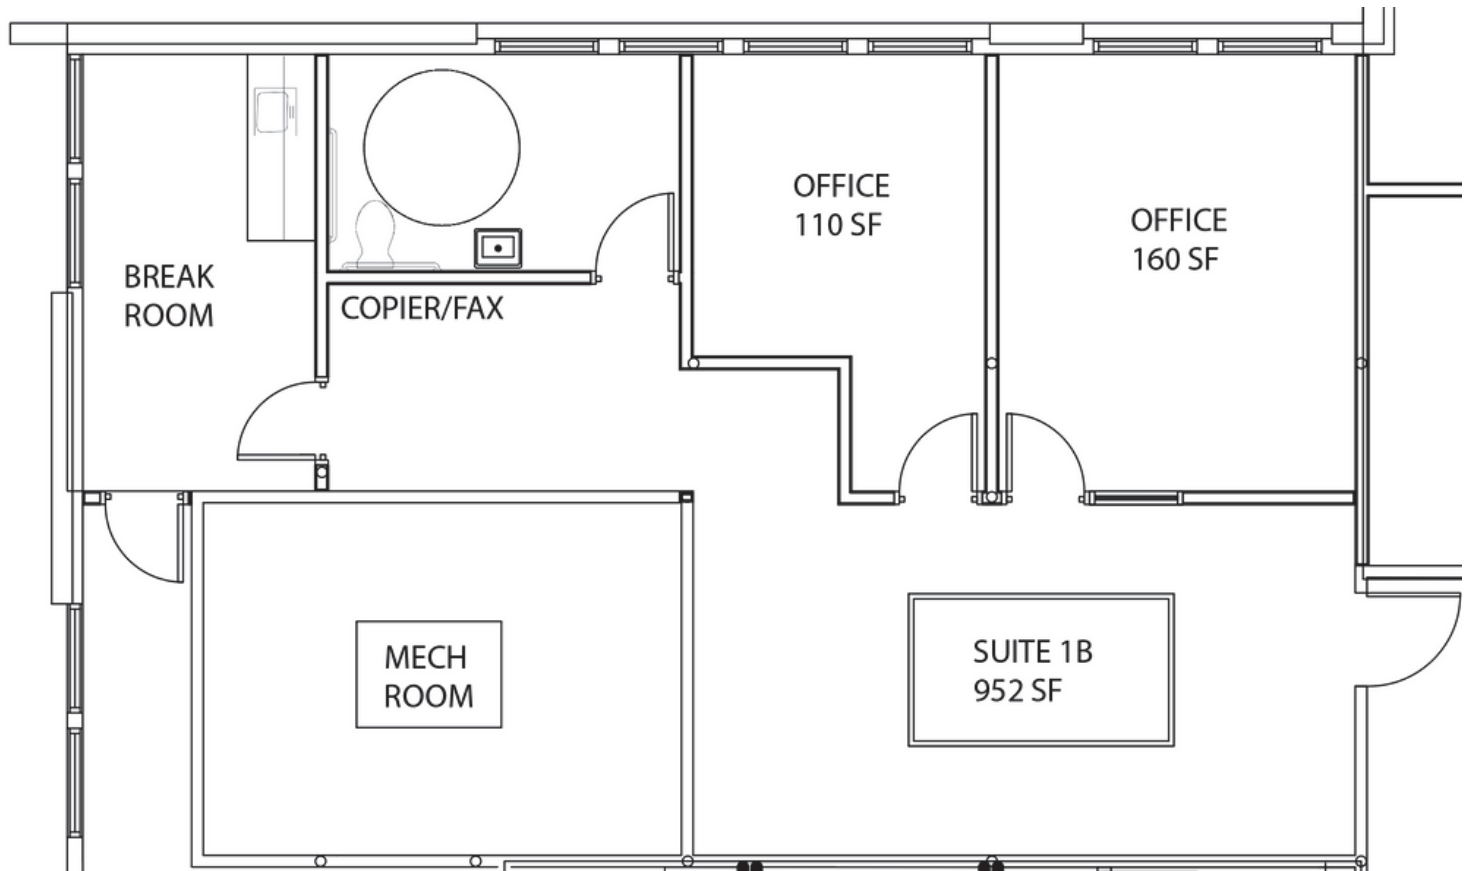 OFFICE
110 SF
OFFICE
160 SF
BREAK
ROOM
COPIER/FAX
MECH
ROOM
SUITE 1B
952 SF